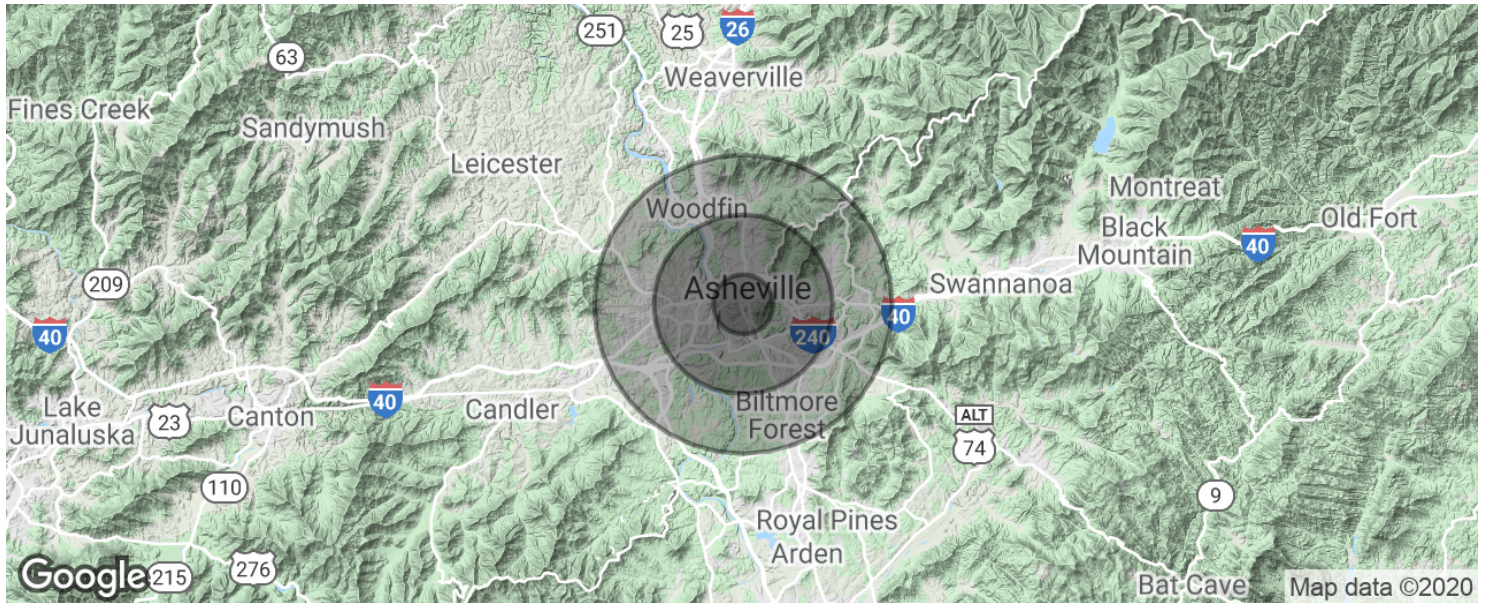 251
25
26
63
Weaverville
Fines Creek
Sandymush
Leicester
Montreat
Woodfin
Old Fort
Black
Mountain
40
209
Asheville
Swannanoa
40
240
40
40
Lake
Junaluska
23
Canton
Candler
Biltmore
Forest
ALT
74
110
9
Royal Pines
Arden
Google
215
276
Bat Cave
Map data ©2020